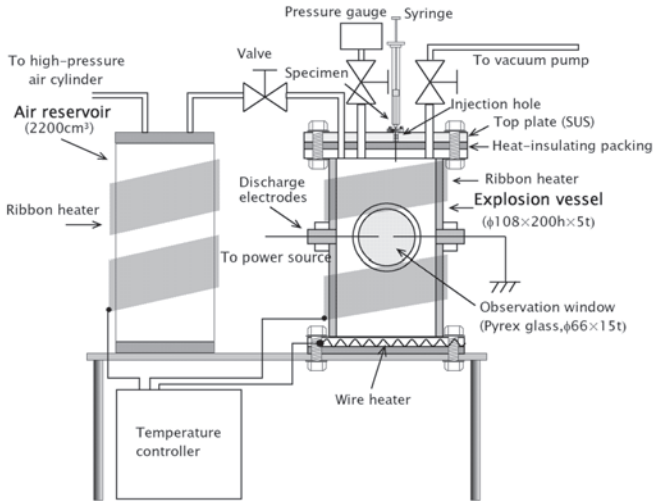 Pressure gauge
Syringe
Valve
To high-pressure
air cylinder
To vacuum pump
Specimen
Air reservoir
(2200cm³)
Injection hole
Top plate (SUS)
Heat-insulating packing
Ribbon heater
Discharge
electrodes
Explosion vessel
(ϕ108×200h×5t)
Ribbon heater
To power source
Observation window
(Pyrex glass,ϕ66×15t)
Wire heater
Temperature
controller